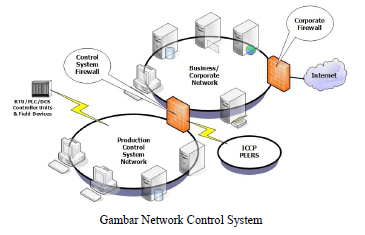 Corporate
Firewall
Control
System
Firewall
Business/
Corporate
Network
Internet
RTU/PLC/DCS
Controller Units
& Field Devices
Production
Control
System
Network
ICCP
PEERS
Gambar Network Control System